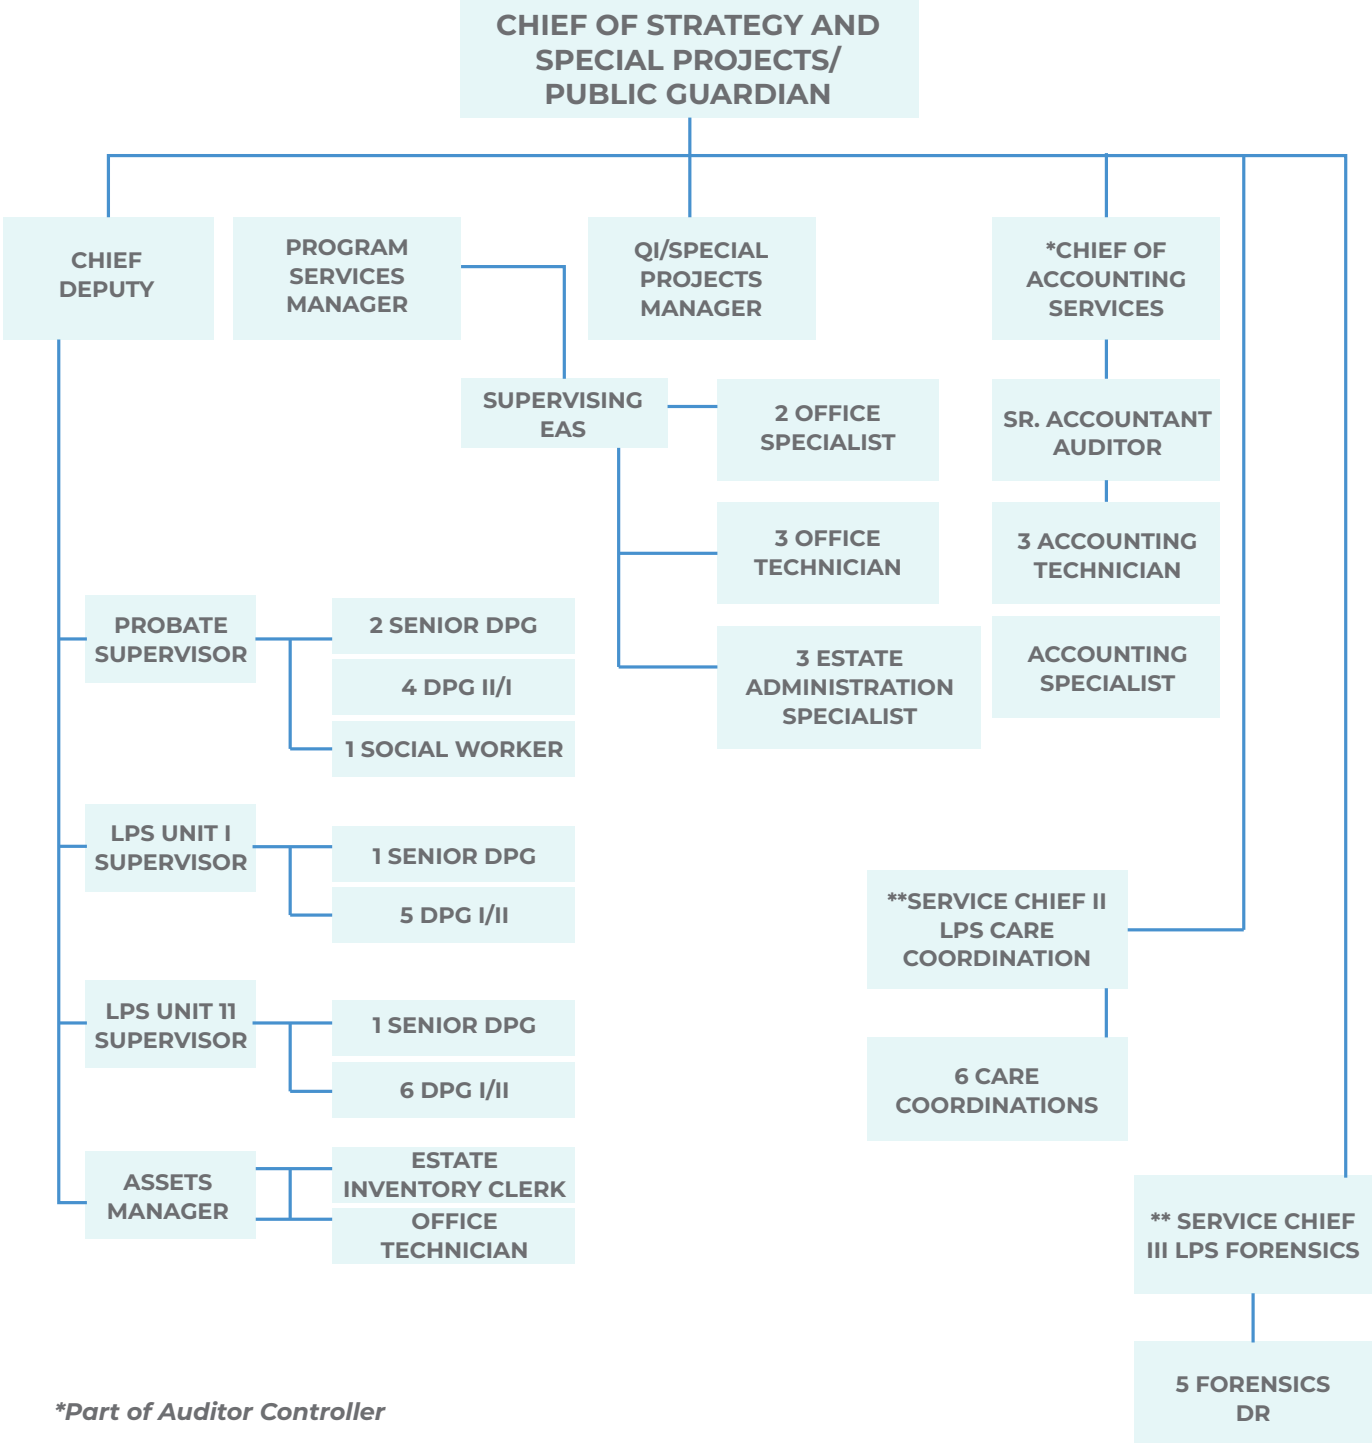 CHIEF OF STRATEGY AND
SPECIAL PROJECTS/
PUBLIC GUARDIAN
CHIEF
DEPUTY
PROGRAM
SERVICES
MANAGER
QI/SPECIAL
PROJECTS
MANAGER
*CHIEF OF
ACCOUNTING
SERVICES
SUPERVISING
EAS
2 OFFICE
SPECIALIST
SR. ACCOUNTANT
AUDITOR
3 OFFICE
TECHNICIAN
3 ACCOUNTING
TECHNICIAN
3 ESTATE
ADMINISTRATION
SPECIALIST
ACCOUNTING
SPECIALIST
PROBATE
SUPERVISOR
2 SENIOR DPG
4 DPG II/I
1 SOCIAL WORKER
LPS UNIT I
SUPERVISOR
1 SENIOR DPG
5 DPG I/II
**SERVICE CHIEF II
LPS CARE
COORDINATION
LPS UNIT 11
SUPERVISOR
1 SENIOR DPG
6 DPG I/II
6 CARE
COORDINATIONS
ASSETS
MANAGER
ESTATE
INVENTORY CLERK
OFFICE
TECHNICIAN
** SERVICE CHIEF
III LPS FORENSICS
5 FORENSICS
DR
*Part of Auditor Controller